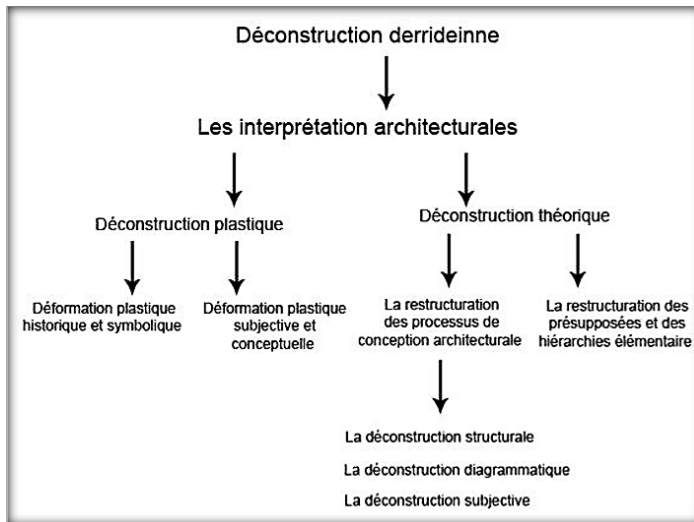 Déconstruction derrideinne
Les interprétation architecturales
Déconstruction plastique
Déconstruction théorique
Déformation plastique
historique et symbolique
Déformation plastique
subjective et
conceptuelle
La restructuration
des processus de
conception architecturale
La restructuration des
présupposées et des
hiérarchies élémentaire
La déconstruction structurale
La déconstruction diagrammatique
La déconstruction subjective